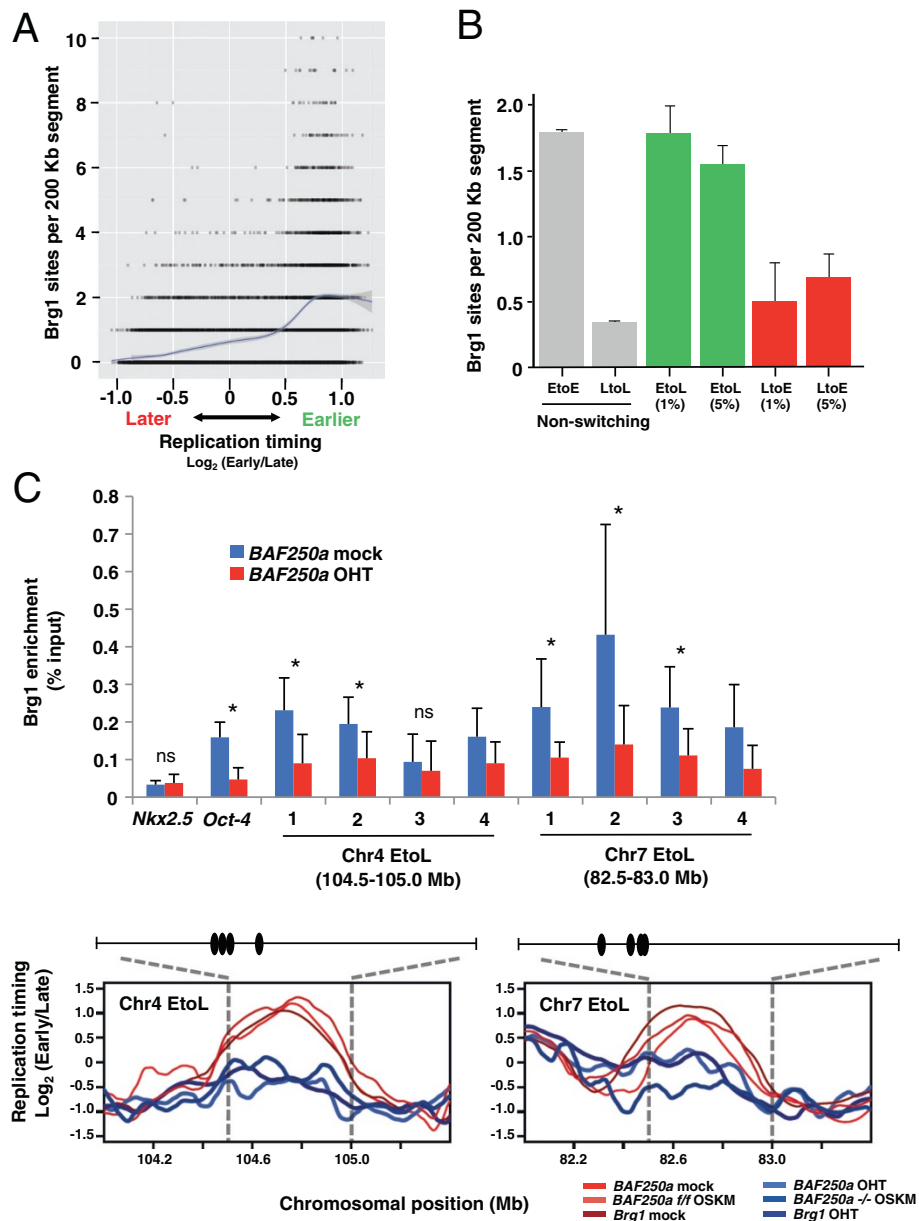 A
Brg1 sites per 200 Kb segment
10
8
6
4
2
0
-1.0 -0.5 0 0.5 1.0
Later Earlier
Replication timing
Log2 (Early/Late)
B
Brg1 sites per 200 Kb segment
2.0
1.5
1.0
0.5
0
EtoE LtoL EtoL (1%) EtoL (5%) LtoE (1%) LtoE (5%)
Non-switching
C
Brg1 enrichment
(% input)
0.8
0.7
0.6
0.5
0.4
0.3
0.2
0.1
0
BAF250a mock
BAF250a OHT
ns * * * ns * * *
Nkx2.5 Oct-4 1 2 3 4 1 2 3 4
Chr4 EtoL
(104.5-105.0 Mb)
Chr7 EtoL
(82.5-83.0 Mb)
Replication timing
Log2 (Early/Late)
1.5
1.0
0.5
0
-0.5
-1.0
-1.5
Chr4 EtoL
104.2 104.6 105.0
1.5
1.0
0.5
0
-0.5
-1.0
-1.5
Chr7 EtoL
82.2 82.6 83.0
Chromosomal position (Mb)
BAF250a mock
BAF250a f/f OSKM
Brg1 mock
BAF250a OHT
BAF250a -/- OSKM
Brg1 OHT